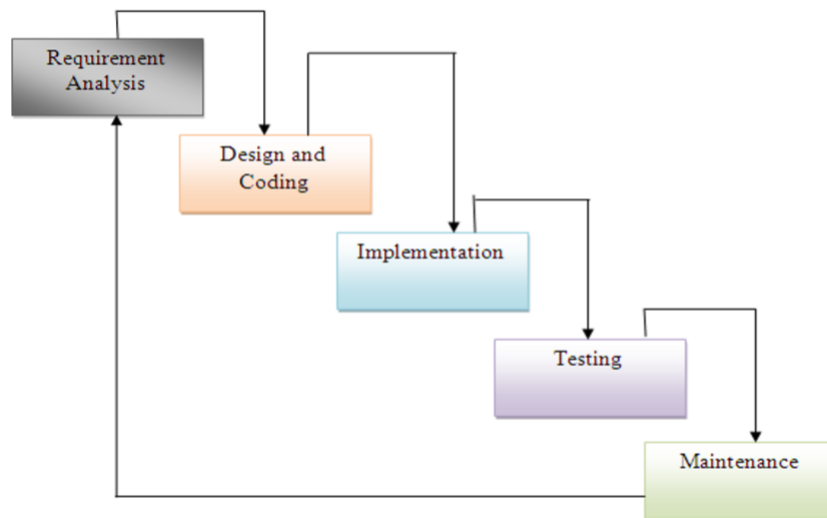 Requirement
Analysis
Design and
Coding
Implementation
Testing
Maintenance